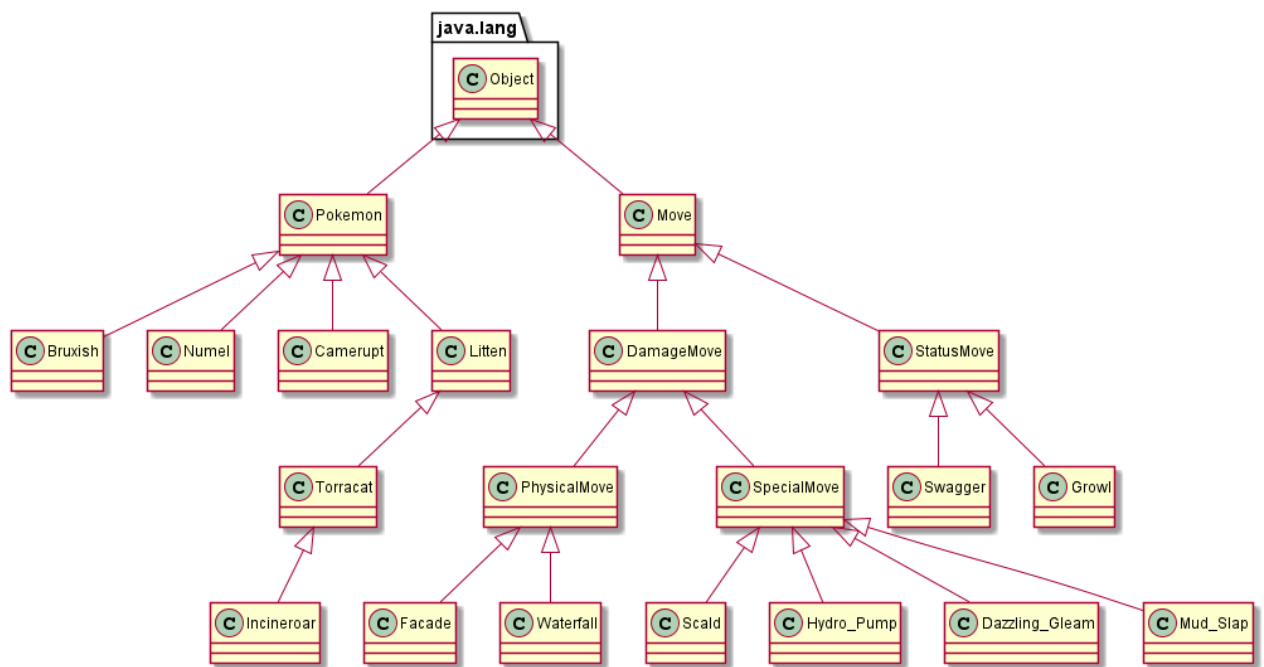 java.lang
C Object
C Pokemon
C Move
C Bruxish
C Numel
C Camerupt
C Litten
C DamageMove
C StatusMove
C Torracat
C PhysicalMove
C SpecialMove
C Swagger
C Growl
C Incineroar
C Facade
C Waterfall
C Scald
C Hydro_Pump
C Dazzling_Gleam
C Mud_Slap